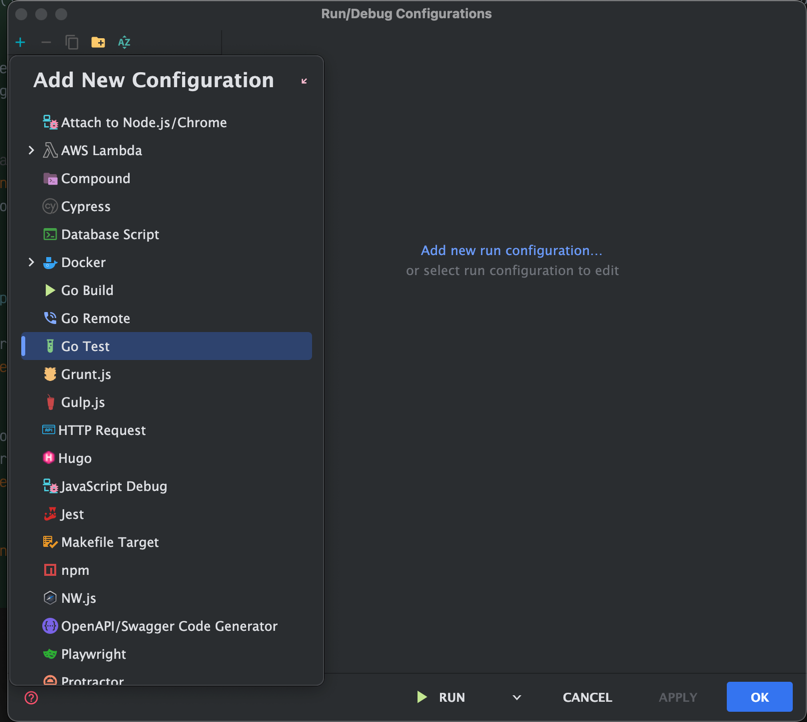 Run/Debug Configurations
Add New Configuration
Attach to Node.js/Chrome
AWS Lambda
Compound
Cypress
Database Script
Docker
Go Build
Go Remote
Go Test
Grunt.js
Gulp.js
HTTP Request
Hugo
JavaScript Debug
Jest
Makefile Target
npm
NW.js
OpenAPI/Swagger Code Generator
Playwright
Protractor
Add new run configuration...
or select run configuration to edit
RUN
CANCEL
APPLY
OK